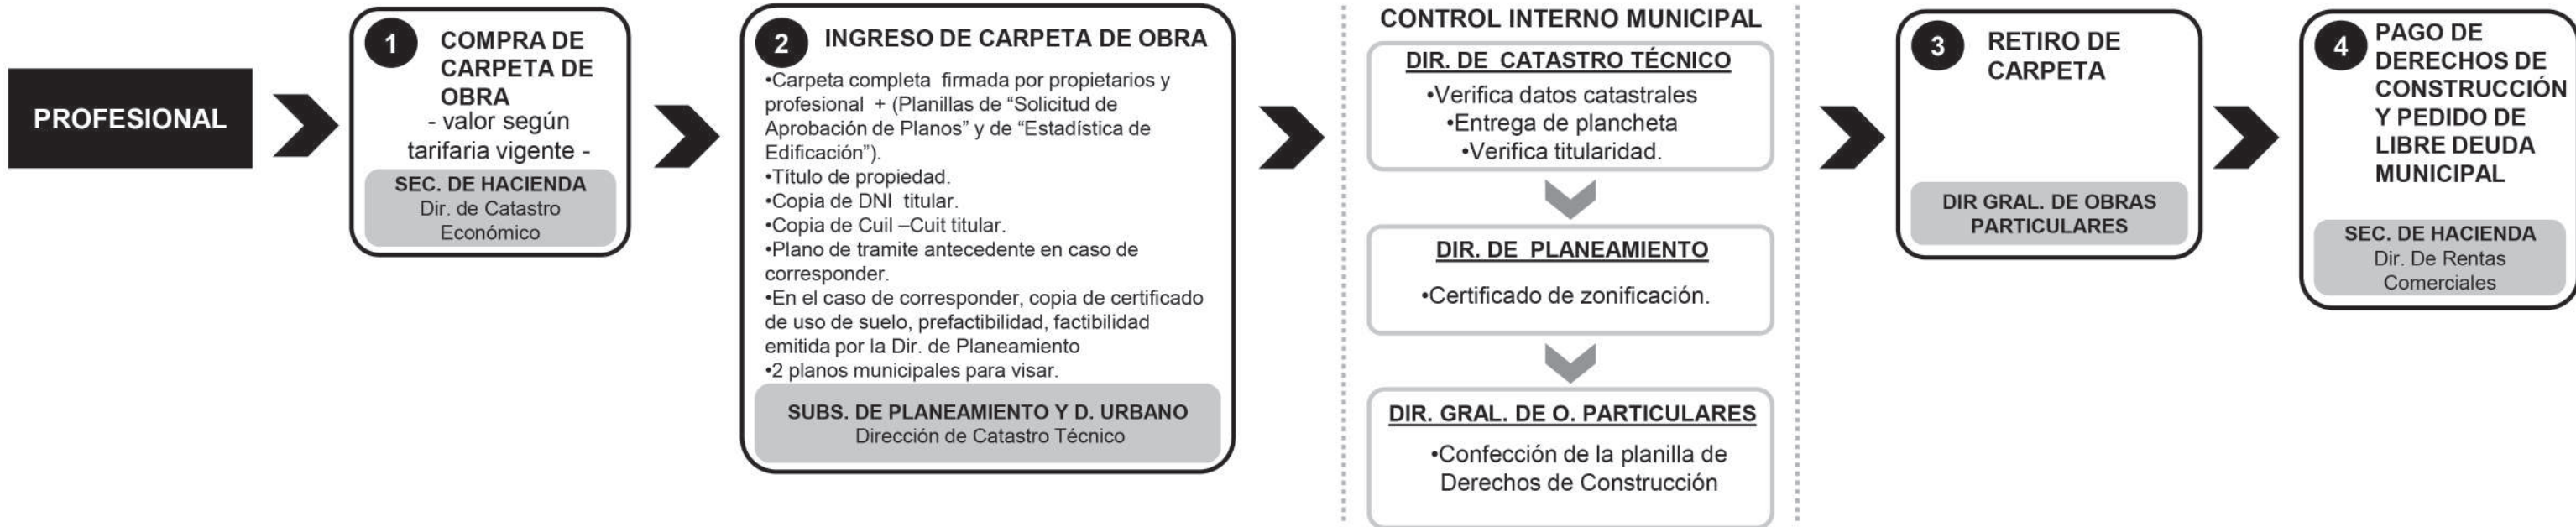 PROFESIONAL
1
COMPRA DE
CARPETA DE
OBRA
- valor según
tarifaria vigente -
SEC. DE HACIENDA
Dir. de Catastro
Económico
2
INGRESO DE CARPETA DE OBRA
•Carpeta completa firmada por propietarios y
profesional + (Planillas de “Solicitud de
Aprobación de Planos” y de “Estadística de
Edificación”).
•Título de propiedad.
•Copia de DNI titular.
•Copia de Cuil –Cuit titular.
•Plano de tramite antecedente en caso de
corresponder.
•En el caso de corresponder, copia de certificado
de uso de suelo, prefactibilidad, factibilidad
emitida por la Dir. de Planeamiento
•2 planos municipales para visar.
SUBS. DE PLANEAMIENTO Y D. URBANO
Dirección de Catastro Técnico
CONTROL INTERNO MUNICIPAL
DIR. DE CATASTRO TÉCNICO
•Verifica datos catastrales
•Entrega de plancheta
•Verifica titularidad.
DIR. DE PLANEAMIENTO
•Certificado de zonificación.
DIR. GRAL. DE O. PARTICULARES
•Confección de la planilla de
Derechos de Construcción
3
RETIRO DE
CARPETA
DIR GRAL. DE OBRAS
PARTICULARES
4
PAGO DE
DERECHOS DE
CONSTRUCCIÓN
Y PEDIDO DE
LIBRE DEUDA
MUNICIPAL
SEC. DE HACIENDA
Dir. De Rentas
Comerciales